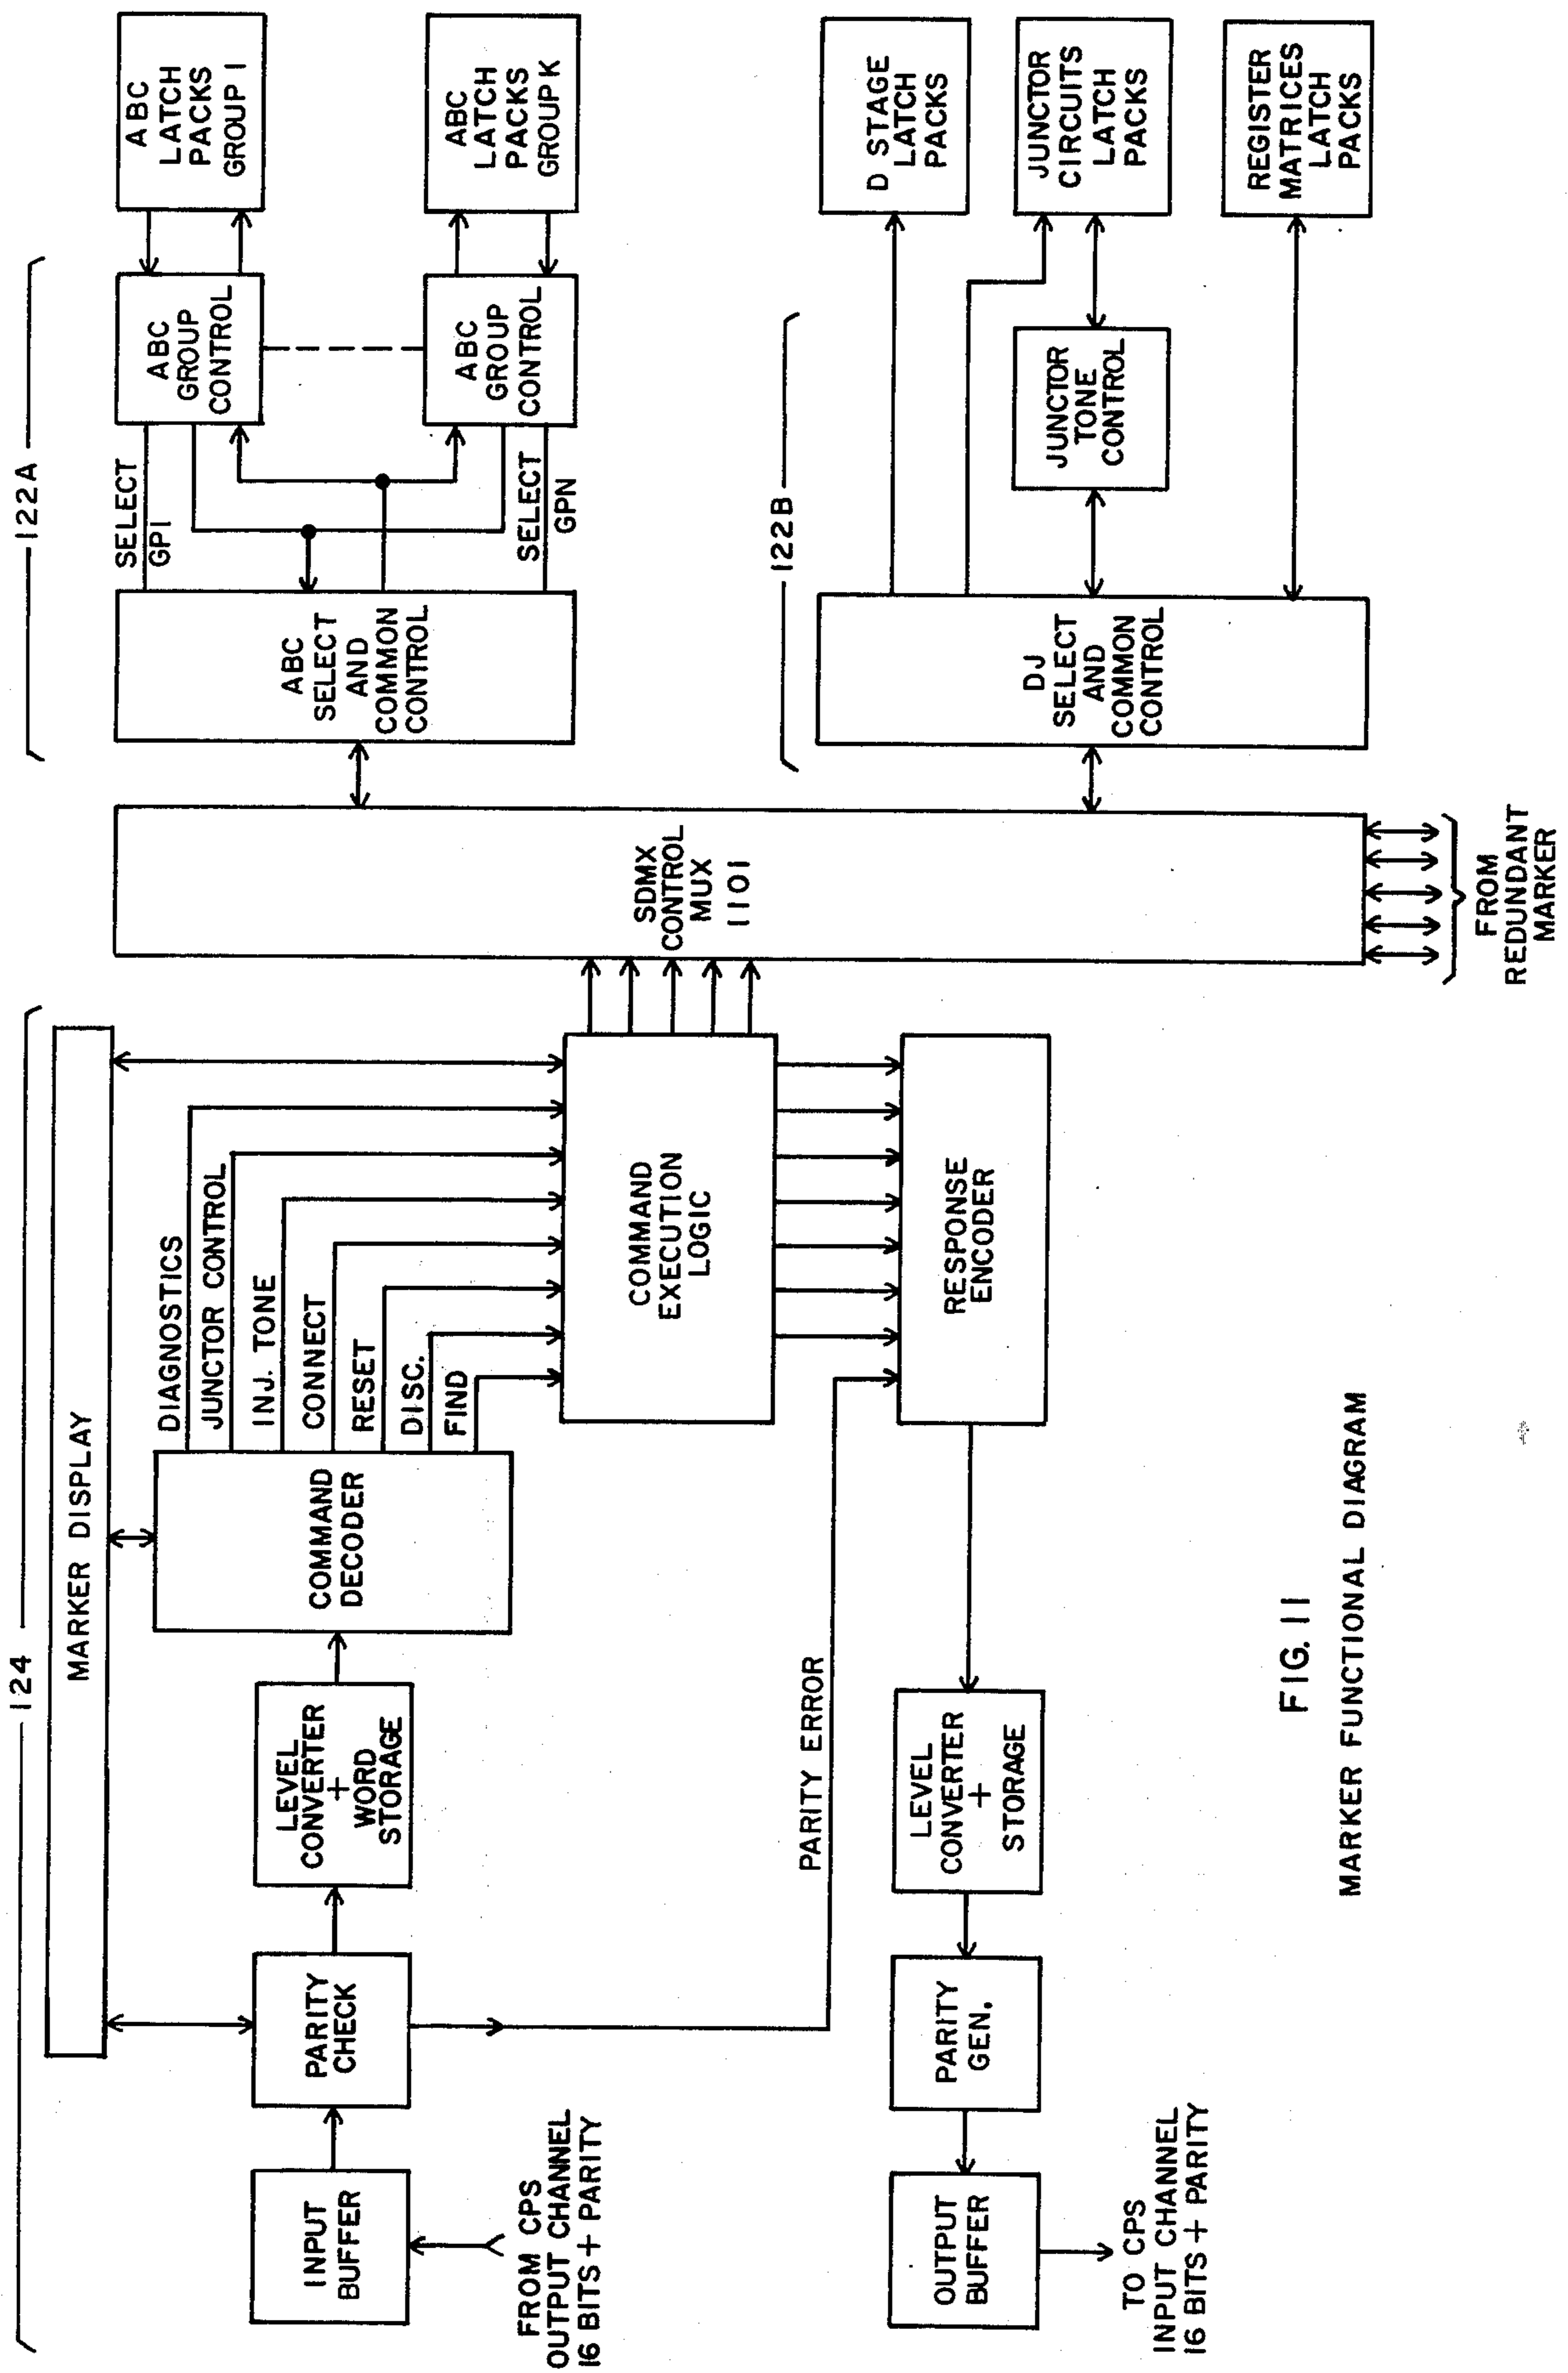 124
MARKER DISPLAY
INPUT
BUFFER
FROM CPS
OUTPUT CHANNEL
16 BITS + PARITY
PARITY
CHECK
LEVEL
CONVERTER
+
WORD
STORAGE
COMMAND
DECODER
DIAGNOSTICS
JUNCTOR CONTROL
INJ. TONE
CONNECT
RESET
DISC.
FIND
COMMAND
EXECUTION
LOGIC
PARITY ERROR
RESPONSE
ENCODER
LEVEL
CONVERTER
+
STORAGE
PARITY
GEN.
OUTPUT
BUFFER
TO CPS
INPUT CHANNEL
16 BITS + PARITY
SDMX
CONTROL
MUX
1101
FROM
REDUNDANT
MARKER
122A
ABC
SELECT
AND
COMMON
CONTROL
SELECT
GP1
SELECT
GPN
ABC
GROUP
CONTROL
ABC
GROUP
CONTROL
ABC
LATCH
PACKS
GROUP 1
ABC
LATCH
PACKS
GROUP K
122B
DJ
SELECT
AND
COMMON
CONTROL
JUNCTOR
TONE
CONTROL
D STAGE
LATCH
PACKS
JUNCTOR
CIRCUITS
LATCH
PACKS
REGISTER
MATRICES
LATCH
PACKS
FIG. 11
MARKER FUNCTIONAL DIAGRAM